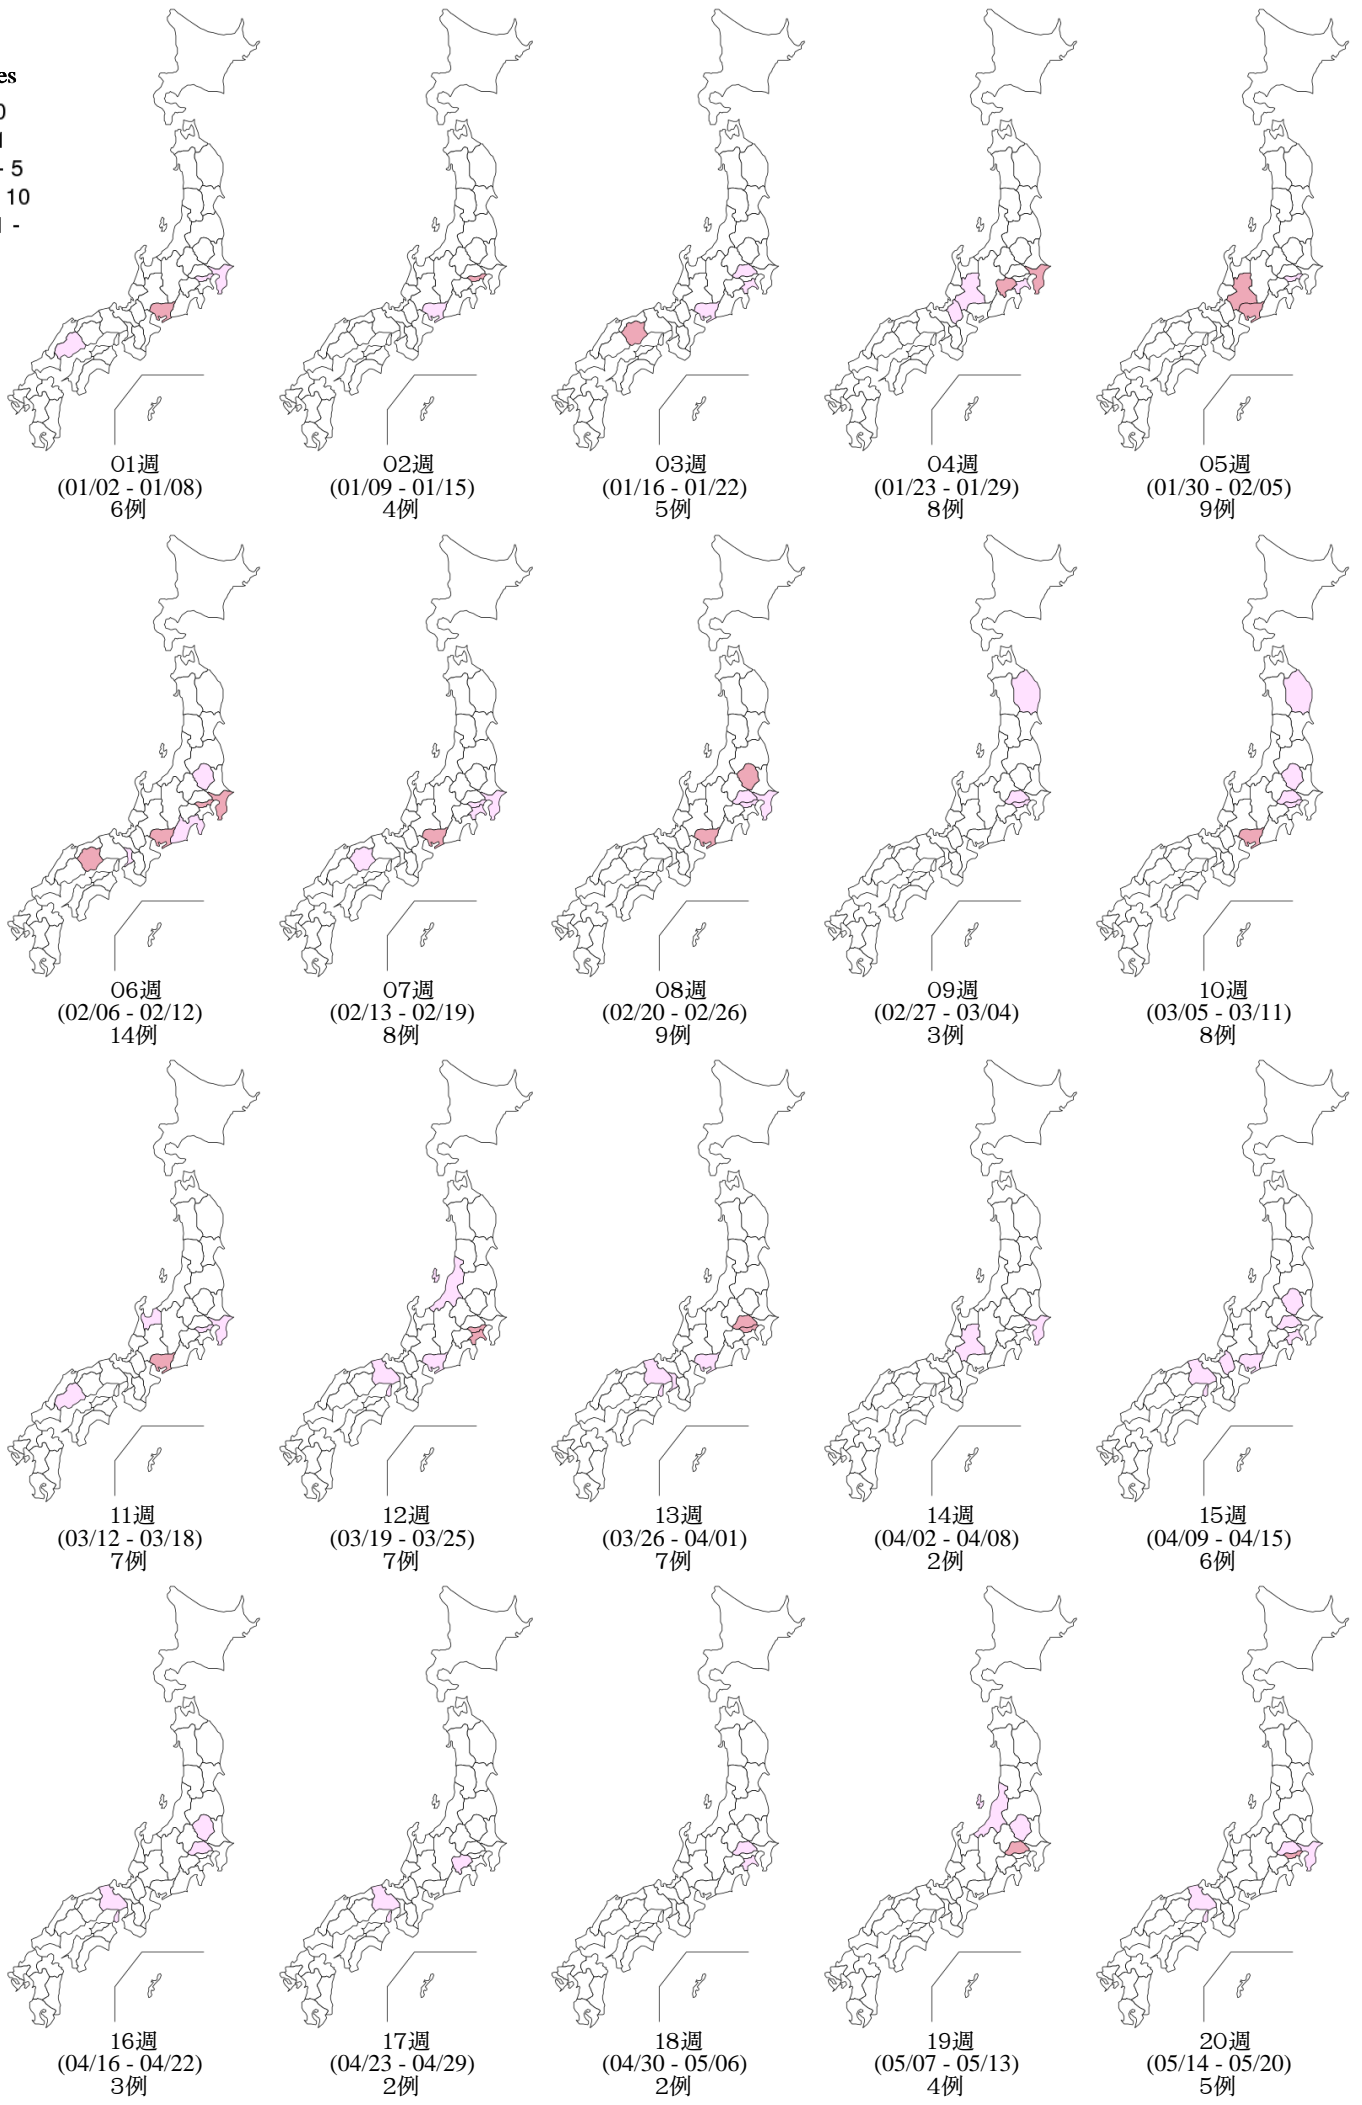 es
0
1
- 5
10
1 -
01週
(01/02 - 01/08)
6例
02週
(01/09 - 01/15)
4例
03週
(01/16 - 01/22)
5例
04週
(01/23 - 01/29)
8例
05週
(01/30 - 02/05)
9例
06週
(02/06 - 02/12)
14例
07週
(02/13 - 02/19)
8例
08週
(02/20 - 02/26)
9例
09週
(02/27 - 03/04)
3例
10週
(03/05 - 03/11)
8例
11週
(03/12 - 03/18)
7例
12週
(03/19 - 03/25)
7例
13週
(03/26 - 04/01)
7例
14週
(04/02 - 04/08)
2例
15週
(04/09 - 04/15)
6例
16週
(04/16 - 04/22)
3例
17週
(04/23 - 04/29)
2例
18週
(04/30 - 05/06)
2例
19週
(05/07 - 05/13)
4例
20週
(05/14 - 05/20)
5例